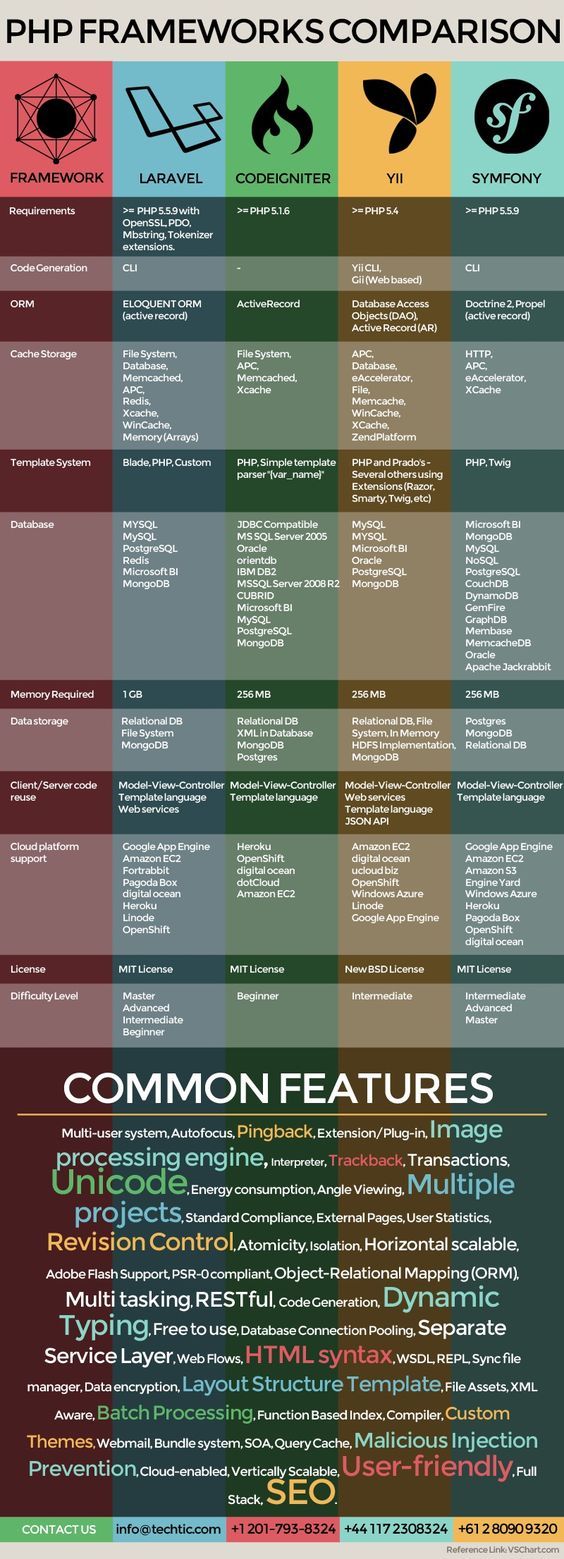 PHP FRAMEWORKS COMPARISON
FRAMEWORK
LARAVEL
CODEIGNITER
YII
SYMFONY
Requirements
>= PHP 5.5.9 with
OpenSSL, PDO,
Mbstring, Tokenizer
extensions.
>= PHP 5.1.6
>= PHP 5.4
>= PHP 5.5.9
Code Generation
CLI
-
Yii CLI,
Gii (Web based)
CLI
ORM
ELOQUENT ORM
(active record)
ActiveRecord
Database Access
Objects (DAO),
Active Record (AR)
Doctrine 2, Propel
(active record)
Cache Storage
File System,
Database,
Memcached,
APC,
Redis,
Xcache,
WinCache,
Memory (Arrays)
File System,
APC,
Memcached,
Xcache
APC,
Database,
eAccelerator,
File,
Memcache,
WinCache,
XCache,
ZendPlatform
HTTP,
APC,
eAccelerator,
XCache
Template System
Blade, PHP, Custom
PHP, Simple template
parser "{var_name}"
PHP and Prado's -
Several others using
Extensions (Razor,
Smarty, Twig, etc)
PHP, Twig
Database
MYSQL
MySQL
PostgreSQL
Redis
Microsoft BI
MongoDB
JDBC Compatible
MS SQL Server 2005
Oracle
orientdb
IBM DB2
MSSQL Server 2008 R2
CUBRID
Microsoft BI
MySQL
PostgreSQL
MongoDB
MySQL
MYSQL
Microsoft BI
Oracle
PostgreSQL
MongoDB
Microsoft BI
MongoDB
MySQL
NoSQL
PostgreSQL
CouchDB
DynamoDB
GemFire
GraphDB
Membase
MemcacheDB
Oracle
Apache Jackrabbit
Memory Required
1 GB
256 MB
256 MB
256 MB
Data storage
Relational DB
File System
MongoDB
Relational DB
XML in Database
MongoDB
Postgres
Relational DB, File
System, In Memory
HDFS Implementation,
MongoDB
Postgres
MongoDB
Relational DB
Client/Server code
reuse
Model-View-Controller
Template language
Web services
Model-View-Controller
Template language
Model-View-Controller
Web services
Template language
JSON API
Model-View-Controller
Template language
Cloud platform
support
Google App Engine
Amazon EC2
Fortrabbit
Pagoda Box
digital ocean
Heroku
Linode
OpenShift
Heroku
OpenShift
digital ocean
dotCloud
Amazon EC2
Amazon EC2
digital ocean
ucloud biz
OpenShift
Windows Azure
Linode
Google App Engine
Google App Engine
Amazon EC2
Amazon S3
Engine Yard
Windows Azure
Heroku
Pagoda Box
OpenShift
digital ocean
License
MIT License
MIT License
New BSD License
MIT License
Difficulty Level
Master
Advanced
Intermediate
Beginner
Beginner
Intermediate
Intermediate
Advanced
Master
COMMON FEATURES
Multi-user system, Autofocus, Pingback, Extension/Plug-in, Image
processing engine, Interpreter, Trackback, Transactions,
Unicode, Energy consumption, Angle Viewing, Multiple
projects, Standard Compliance, External Pages, User Statistics,
Revision Control, Atomicity, Isolation, Horizontal scalable,
Adobe Flash Support, PSR-0 compliant, Object-Relational Mapping (ORM),
Multi tasking, RESTful, Code Generation, Dynamic
Typing, Free to use, Database Connection Pooling, Separate
Service Layer, Web Flows, HTML syntax, WSDL, REPL, Sync file
manager, Data encryption, Layout Structure Template, File Assets, XML
Aware, Batch Processing, Function Based Index, Compiler, Custom
Themes, Webmail, Bundle system, SOA, Query Cache, Malicious Injection
Prevention, Cloud-enabled, Vertically Scalable, User-friendly, Full
Stack, SEO.
CONTACT US
info@techtic.com
+1 201-793-8324
+44 117 2308324
+61 2 8090 9320
Reference Link: VSChart.com